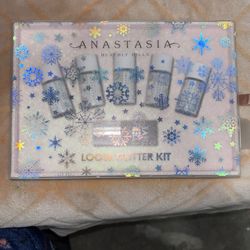 ANASTASIA
BEVERLY HILLS
LOOSE GLITTER KIT